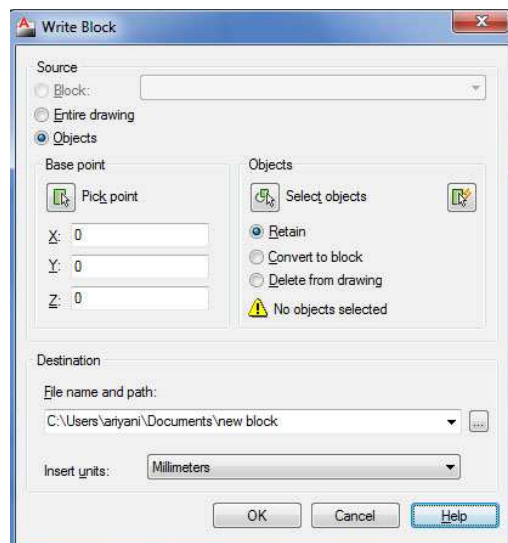 Write Block
Source
Block:
Entire drawing
Objects
Base point
Pick point
X: 0
Y: 0
Z: 0
Objects
Select objects
Retain
Convert to block
Delete from drawing
No objects selected
Destination
File name and path:
C:\Users\ariyani\Documents\new block
...
Insert units: Millimeters
OK Cancel Help